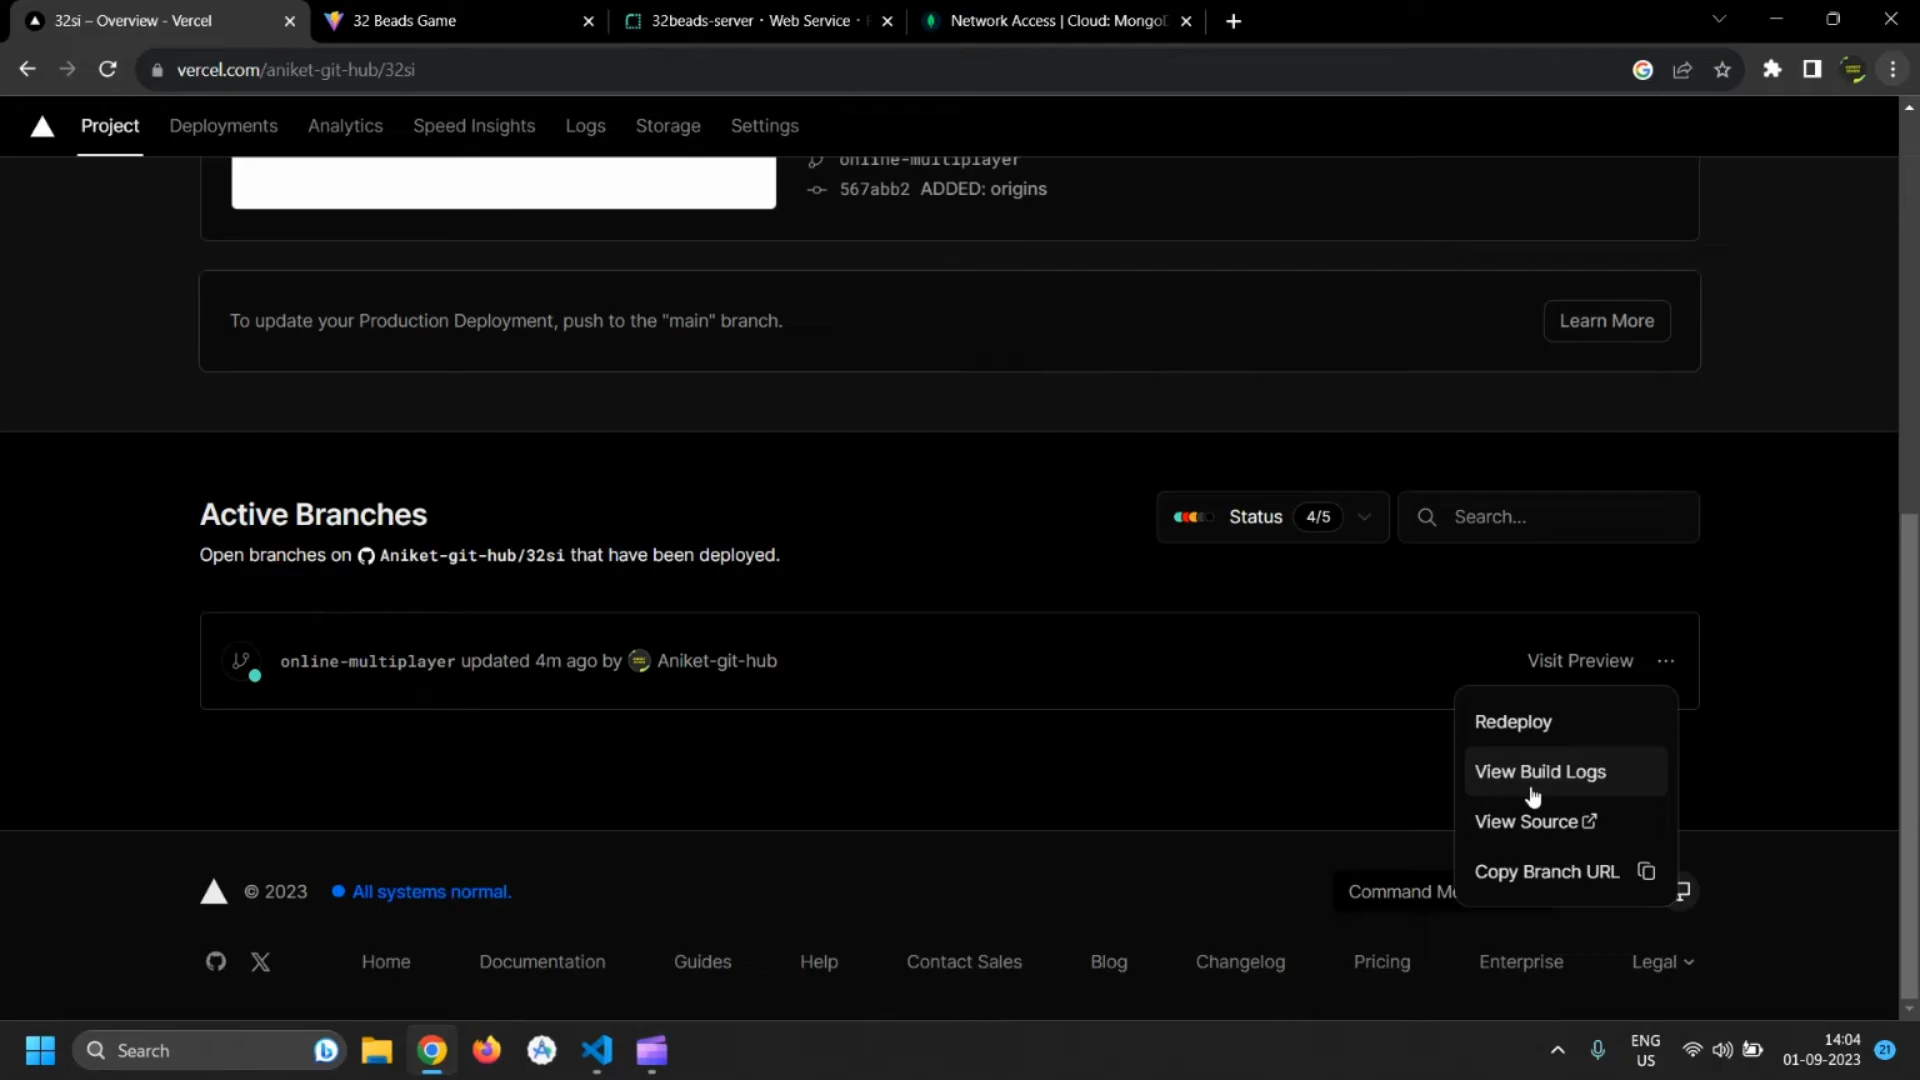 32si – Overview - Vercel
32 Beads Game
32beads-server · Web Service ·
Network Access | Cloud: MongoD
vercel.com/aniket-git-hub/32si
Project
Deployments
Analytics
Speed Insights
Logs
Storage
Settings
online-multiplayer
567abb2 ADDED: origins
To update your Production Deployment, push to the "main" branch.
Learn More
Active Branches
Status 4/5
Search...
Open branches on Aniket-git-hub/32si that have been deployed.
online-multiplayer updated 4m ago by Aniket-git-hub
Visit Preview
Redeploy
View Build Logs
View Source
Copy Branch URL
© 2023
All systems normal.
Command Me
Home
Documentation
Guides
Help
Contact Sales
Blog
Changelog
Pricing
Enterprise
Legal
Search
ENG
US
14:04
01-09-2023
21